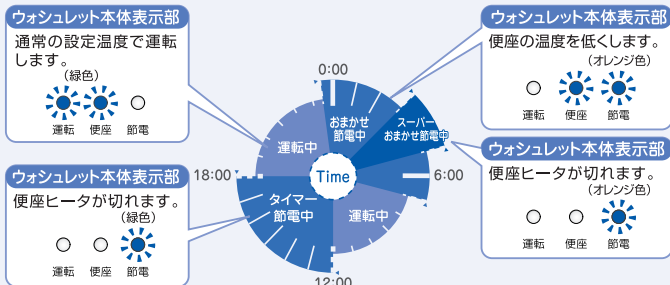 ウォシュレット本体表示部
通常の設定温度で運転
します。
（緑色）
運転 便座 節電
ウォシュレット本体表示部
便座ヒータが切れます。
（緑色）
運転 便座 節電
0:00
おまかせ
節電中
スーパー
おまかせ節電中
運転中
18:00
Time
6:00
タイマー
節電中
運転中
12:00
ウォシュレット本体表示部
便座の温度を低くします。
（オレンジ色）
運転 便座 節電
ウォシュレット本体表示部
便座ヒータが切れます。
（オレンジ色）
運転 便座 節電